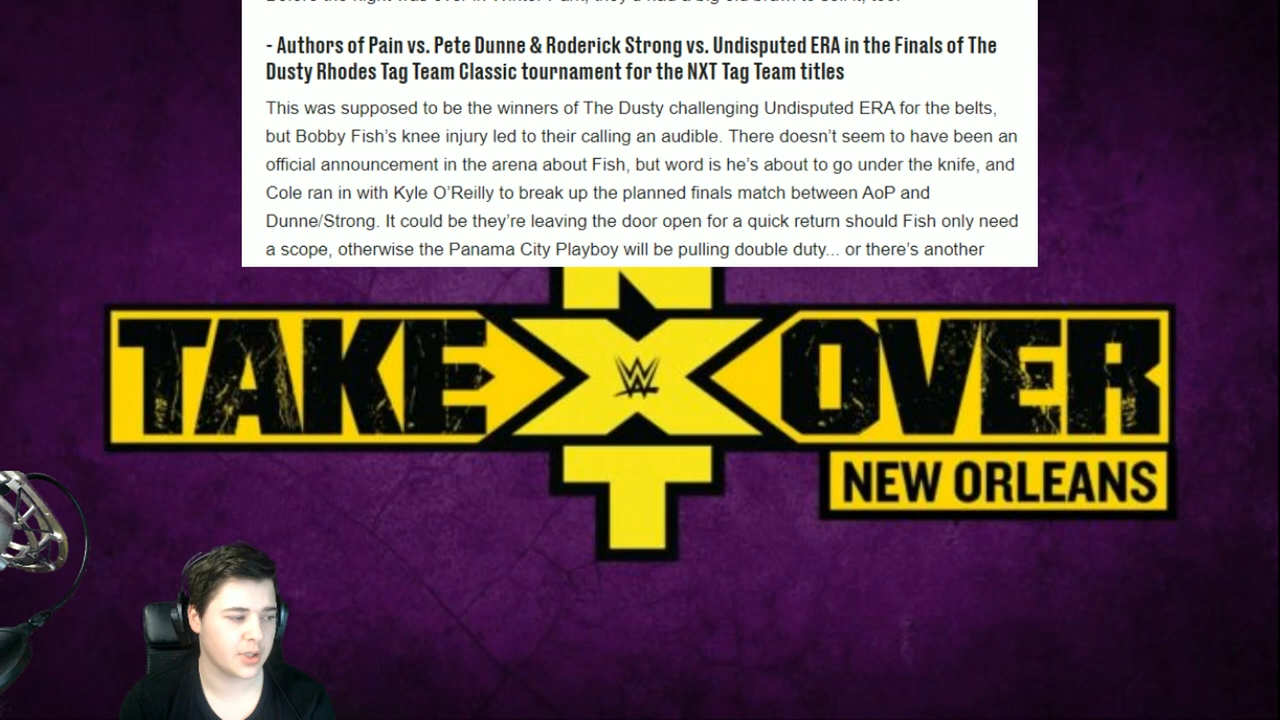 - Authors of Pain vs. Pete Dunne & Roderick Strong vs. Undisputed ERA in the Finals of The
Dusty Rhodes Tag Team Classic tournament for the NXT Tag Team titles
This was supposed to be the winners of The Dusty challenging Undisputed ERA for the belts,
but Bobby Fish’s knee injury led to their calling an audible. There doesn’t seem to have been an
official announcement in the arena about Fish, but word is he’s about to go under the knife, and
Cole ran in with Kyle O’Reilly to break up the planned finals match between AoP and
Dunne/Strong. It could be they’re leaving the door open for a quick return should Fish only need
a scope, otherwise the Panama City Playboy will be pulling double duty... or there’s another
N
TAKE X OVER
W
T
NEW ORLEANS